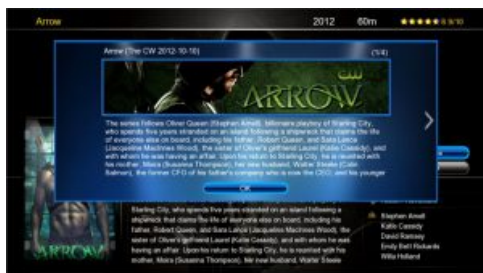 Arrow
2012 60m
Arrow (The CW 2012-10-10) (1/4)
CW
ARROW
The series follows Oliver Queen (Stephen Amell), billionaire playboy of Starling City,
who spends five years stranded on an island following a shipwreck that claims the life
of everyone else on board, including his father, Robert Queen, and Sara Lance
(Jacqueline MacInnes Wood), the sister of Oliver's girlfriend Laurel (Katie Cassidy), and
with whom he was having an affair. Upon his return to Starling City, he is reunited with
his mother, Moira (Susanna Thompson), her new husband, Walter Steele (Colin
Salmon), the former CFO of his father's company who is now the CEO, and his younger
OK
Starling City, who spends five years stranded on an island following a
shipwreck that claims the life of everyone else on board, including his
father, Robert Queen, and Sara Lance (Jacqueline MacInnes Wood), the
sister of Oliver's girlfriend Laurel (Katie Cassidy), and with whom he was
having an affair. Upon his return to Starling City, he is reunited with his
mother, Moira (Susanna Thompson), her new husband, Walter Steele
Stephen Amell
Katie Cassidy
David Ramsey
Emily Bett Rickards
Willa Holland
ARROW